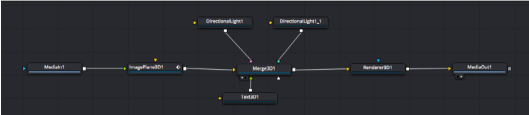 DirectionalLight1
DirectionalLight1_1
MediaIn1
ImagePlane3D1
Merge3D1
Renderer3D1
MediaOut1
Text3D1